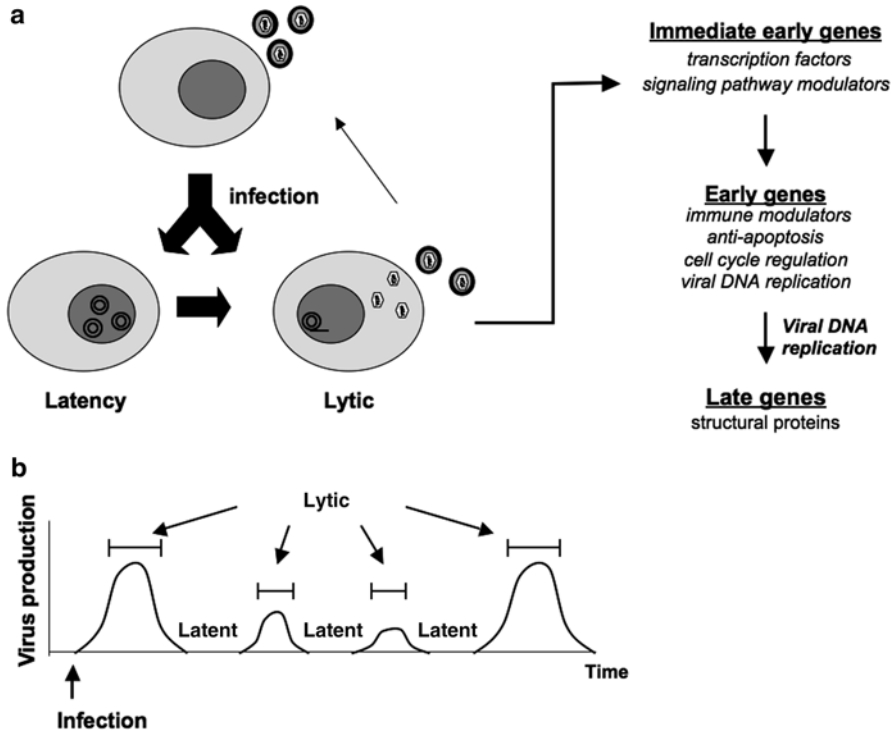 a
infection
Latency
Lytic
Immediate early genes
transcription factors
signaling pathway modulators
Early genes
immune modulators
anti-apoptosis
cell cycle regulation
viral DNA replication
Viral DNA
replication
Late genes
structural proteins
b
Virus production
Lytic
Latent
Latent
Latent
Time
Infection